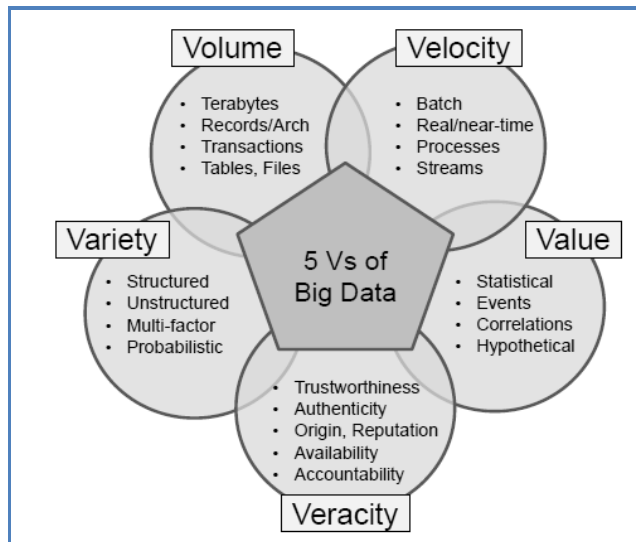 Volume
• Terabytes
• Records/Arch
• Transactions
• Tables, Files
Velocity
• Batch
• Real/near-time
• Processes
• Streams
Variety
• Structured
• Unstructured
• Multi-factor
• Probabilistic
5 Vs of
Big Data
Value
• Statistical
• Events
• Correlations
• Hypothetical
• Trustworthiness
• Authenticity
• Origin, Reputation
• Availability
• Accountability
Veracity